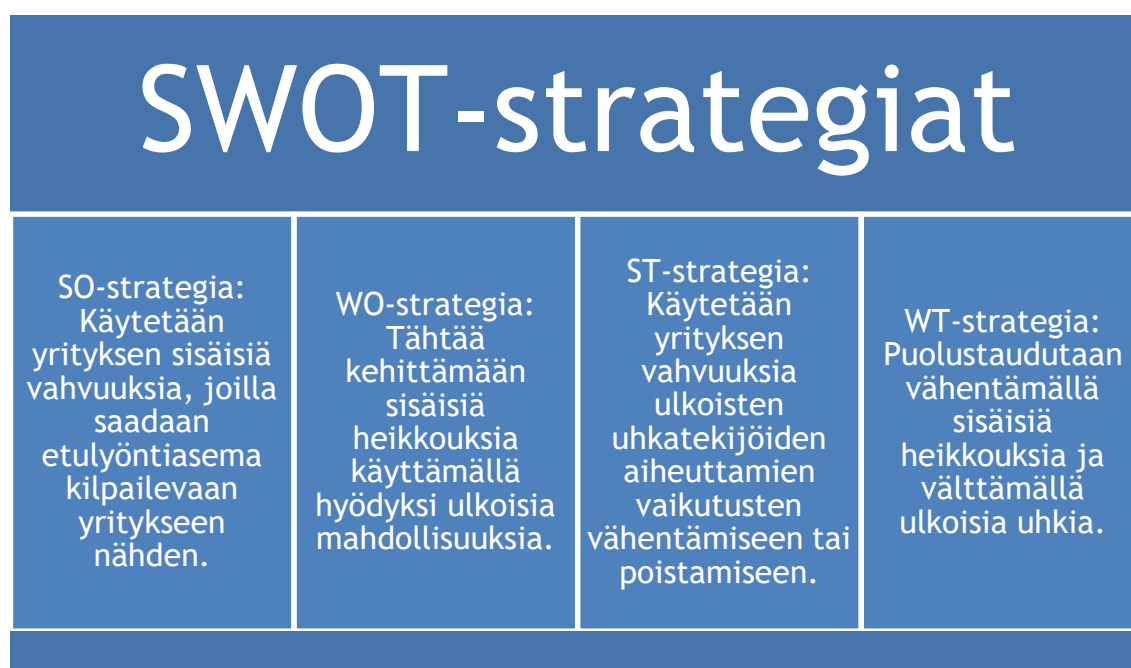 SWOT-strategiat
SO-strategia:
Käytetään
yrityksen sisäisiä
vahvuuksia, joilla
saadaan
etulyöntiasema
kilpailevaan
yritykseen
nähden.
WO-strategia:
Tähtää
kehittämään
sisäisiä
heikkouksia
käyttämällä
hyödyksi ulkoisia
mahdollisuuksia.
ST-strategia:
Käytetään
yrityksen
vahvuuksia
ulkoisten
uhkatekijöiden
aiheuttamien
vaikutusten
vähentämiseen tai
poistamiseen.
WT-strategia:
Puolustaudutaan
vähentämällä
sisäisiä
heikkouksia ja
välttämällä
ulkoisia uhkia.